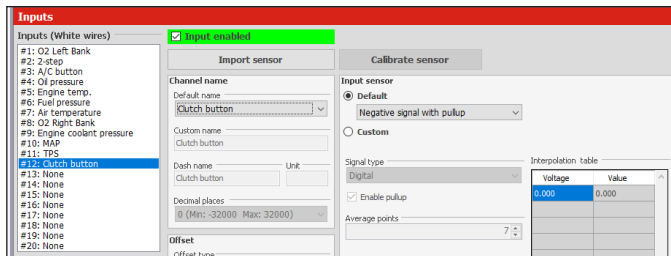 Inputs
Inputs (White wires)
#1: O2 Left Bank
#2: 2-step
#3: A/C button
#4: Oil pressure
#5: Engine temp.
#6: Fuel pressure
#7: Air temperature
#8: O2 Right Bank
#9: Engine coolant pressure
#10: MAP
#11: TPS
#12: Clutch button
#13: None
#14: None
#15: None
#16: None
#17: None
#18: None
#19: None
#20: None
Input enabled
Import sensor
Calibrate sensor
Channel name
Default name
Clutch button
Custom name
Clutch button
Dash name Unit
Clutch button
Decimal places
0 (Min: -32000 Max: 32000)
Offset
Offset type
Input sensor
Default
Negative signal with pullup
Custom
Signal type
Digital
Enable pullup
Average points
7
Interpolation table
Voltage Value
0.000 0.000